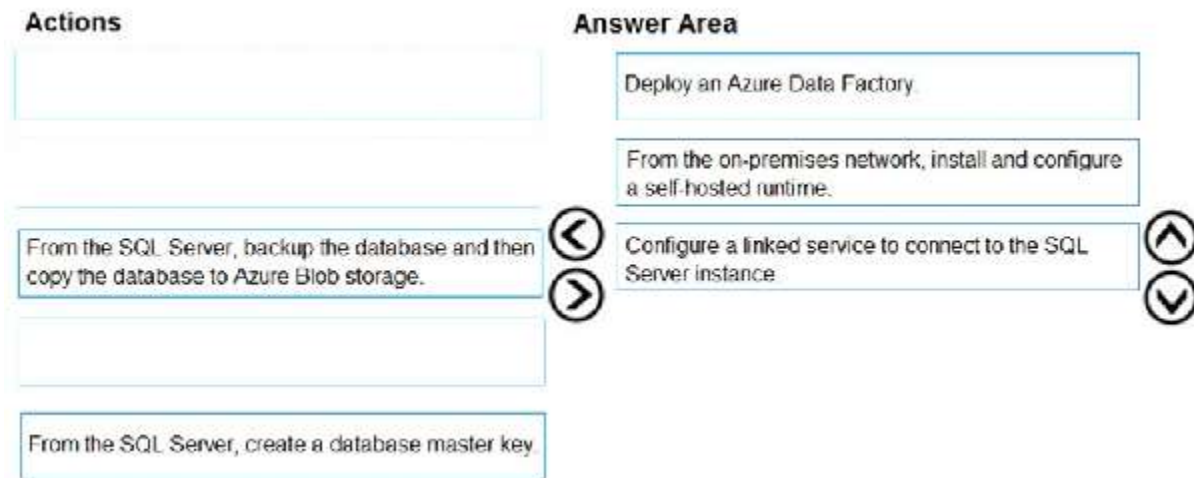 Actions
Answer Area
From the SQL Server, backup the database and then
copy the database to Azure Blob storage.
From the SQL Server, create a database master key.
Deploy an Azure Data Factory.
From the on-premises network, install and configure
a self-hosted runtime.
Configure a linked service to connect to the SQL
Server instance